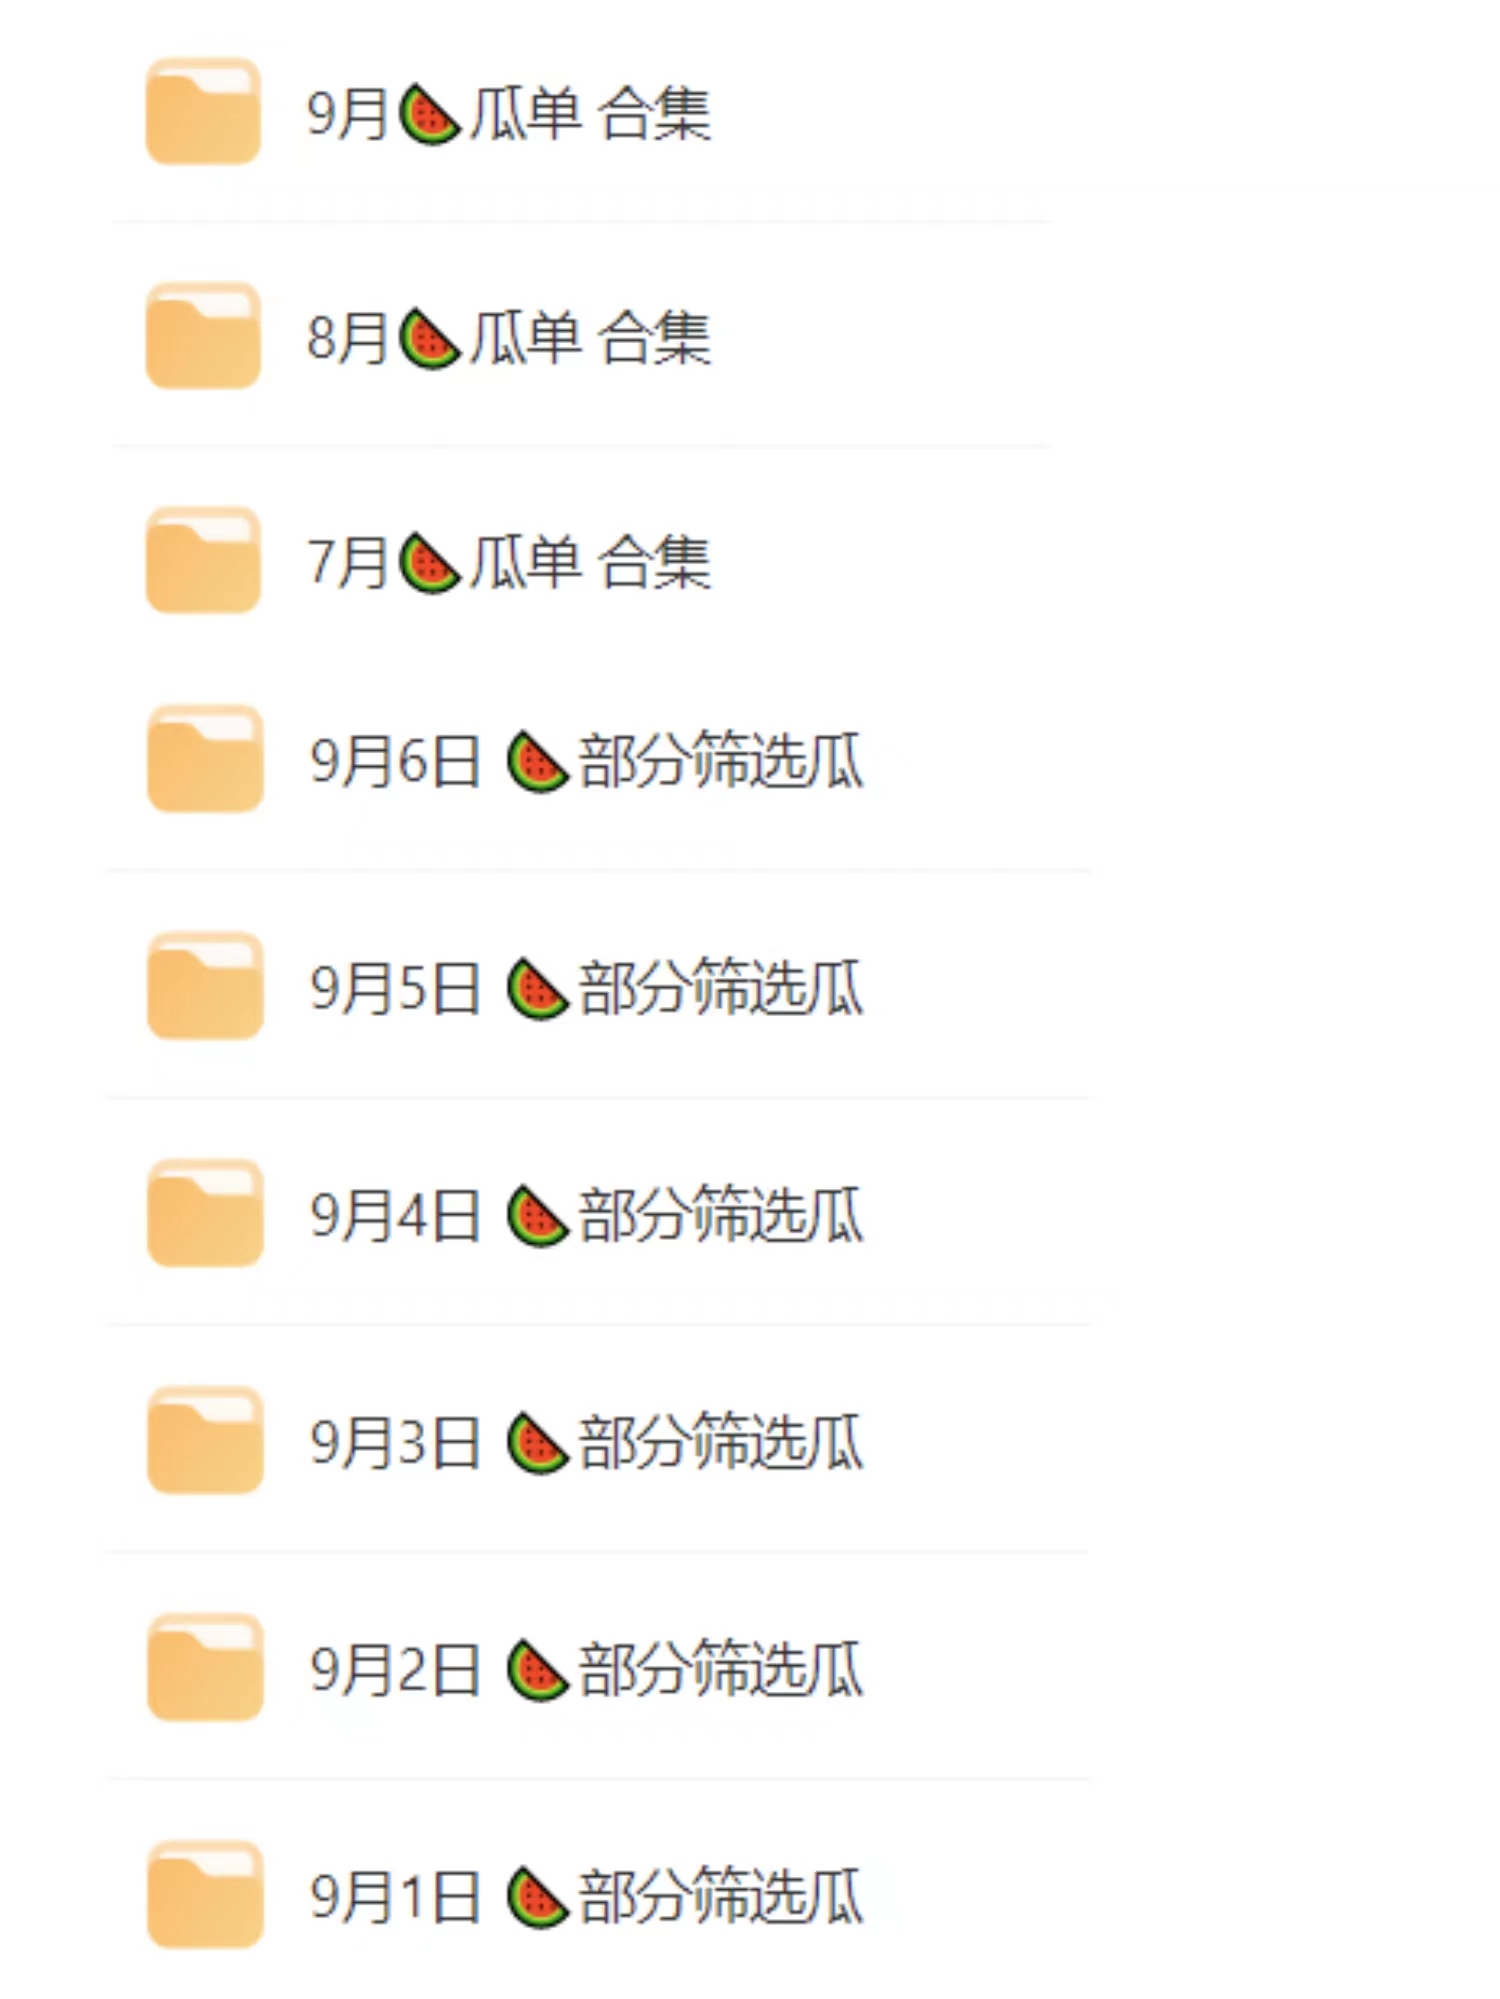 9月🍉瓜单 合集
8月🍉瓜单 合集
7月🍉瓜单 合集
9月6日 🍉部分筛选瓜
9月5日 🍉部分筛选瓜
9月4日 🍉部分筛选瓜
9月3日 🍉部分筛选瓜
9月2日 🍉部分筛选瓜
9月1日 🍉部分筛选瓜